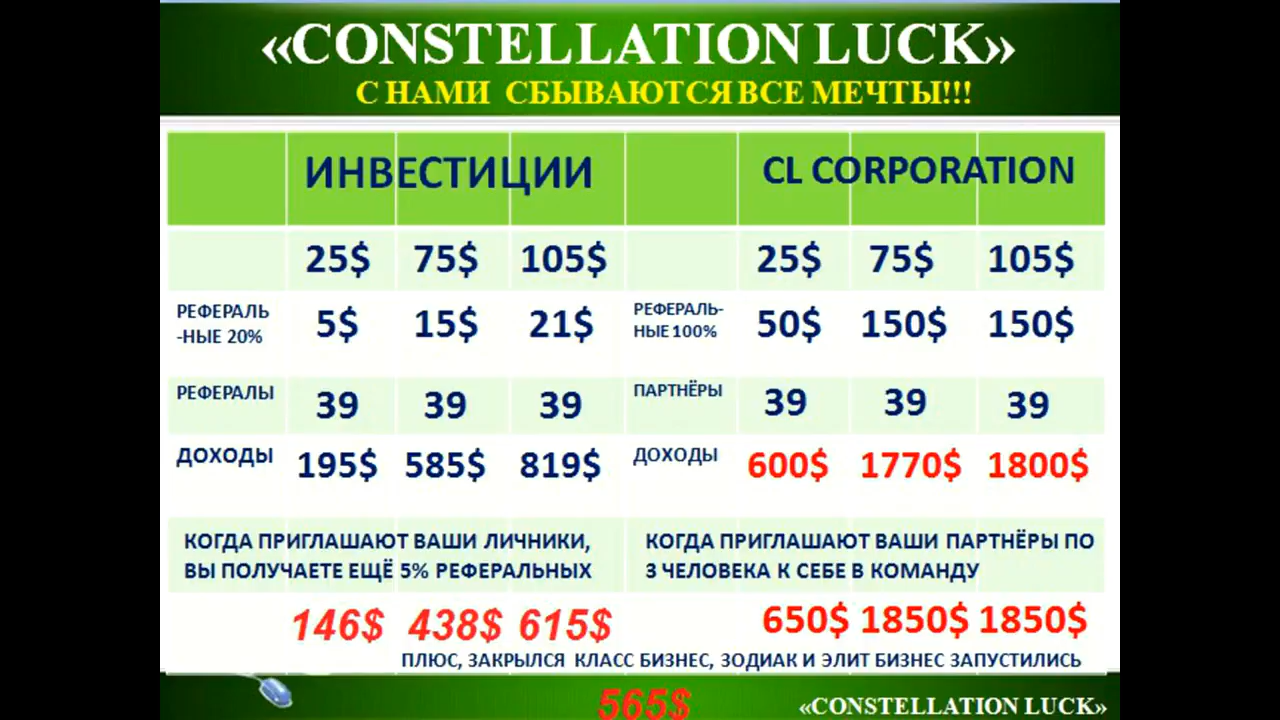 «CONSTELLATION LUCK»
С НАМИ СБЫВАЮТСЯ ВСЕ МЕЧТЫ!!!
ИНВЕСТИЦИИ CL CORPORATION
25$ 75$ 105$ 25$ 75$ 105$
РЕФЕРАЛЬ
-НЫЕ 20%
5$ 15$ 21$
РЕФЕРАЛЬ-
НЫЕ 100%
50$ 150$ 150$
РЕФЕРАЛЫ 39 39 39 ПАРТНЁРЫ 39 39 39
ДОХОДЫ 195$ 585$ 819$ ДОХОДЫ 600$ 1770$ 1800$
КОГДА ПРИГЛАШАЮТ ВАШИ ЛИЧНИКИ,
ВЫ ПОЛУЧАЕТЕ ЕЩЁ 5% РЕФЕРАЛЬНЫХ
КОГДА ПРИГЛАШАЮТ ВАШИ ПАРТНЁРЫ ПО
3 ЧЕЛОВЕКА К СЕБЕ В КОМАНДУ
146$ 438$ 615$ 650$ 1850$ 1850$
ПЛЮС, ЗАКРЫЛСЯ КЛАСС БИЗНЕС, ЗОДИАК И ЭЛИТ БИЗНЕС ЗАПУСТИЛИСЬ
565$
«CONSTELLATION LUCK»